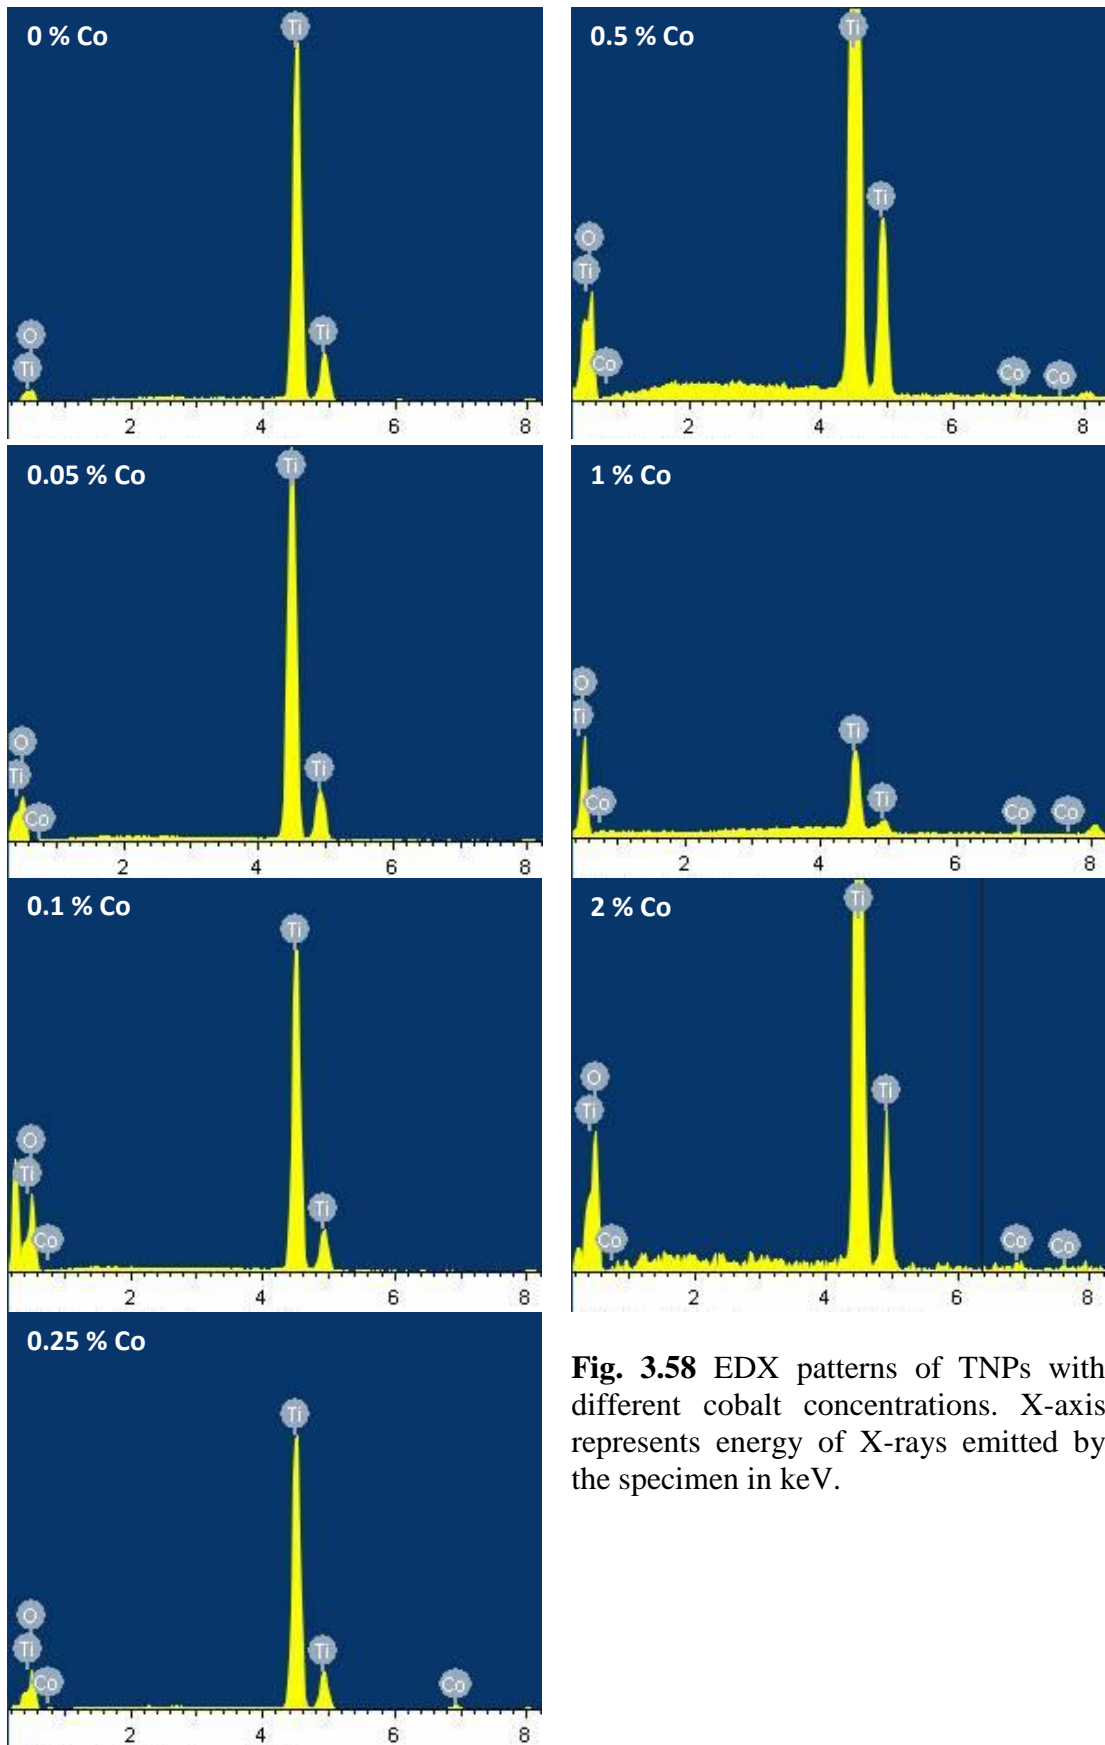 0 % Co
Ti
O
Ti
Ti
2 4 6 8
0.05 % Co
Ti
O
Ti
Co
Ti
2 4 6 8
0.1 % Co
Ti
O
Ti
Ti
Co
2 4 6 8
0.25 % Co
Ti
O
Ti
Ti
Co
Co
2 4 6 8
0.5 % Co
Ti
Ti
O
Ti
Co
Co
Co
2 4 6 8
1 % Co
O
Ti
Ti
Co
Ti
Co
Co
2 4 6 8
2 % Co
Ti
O
Ti
Ti
Co
Co
Co
2 4 6 8
Fig. 3.58 EDX patterns of TNPs with
different cobalt concentrations. X-axis
represents energy of X-rays emitted by
the specimen in keV.